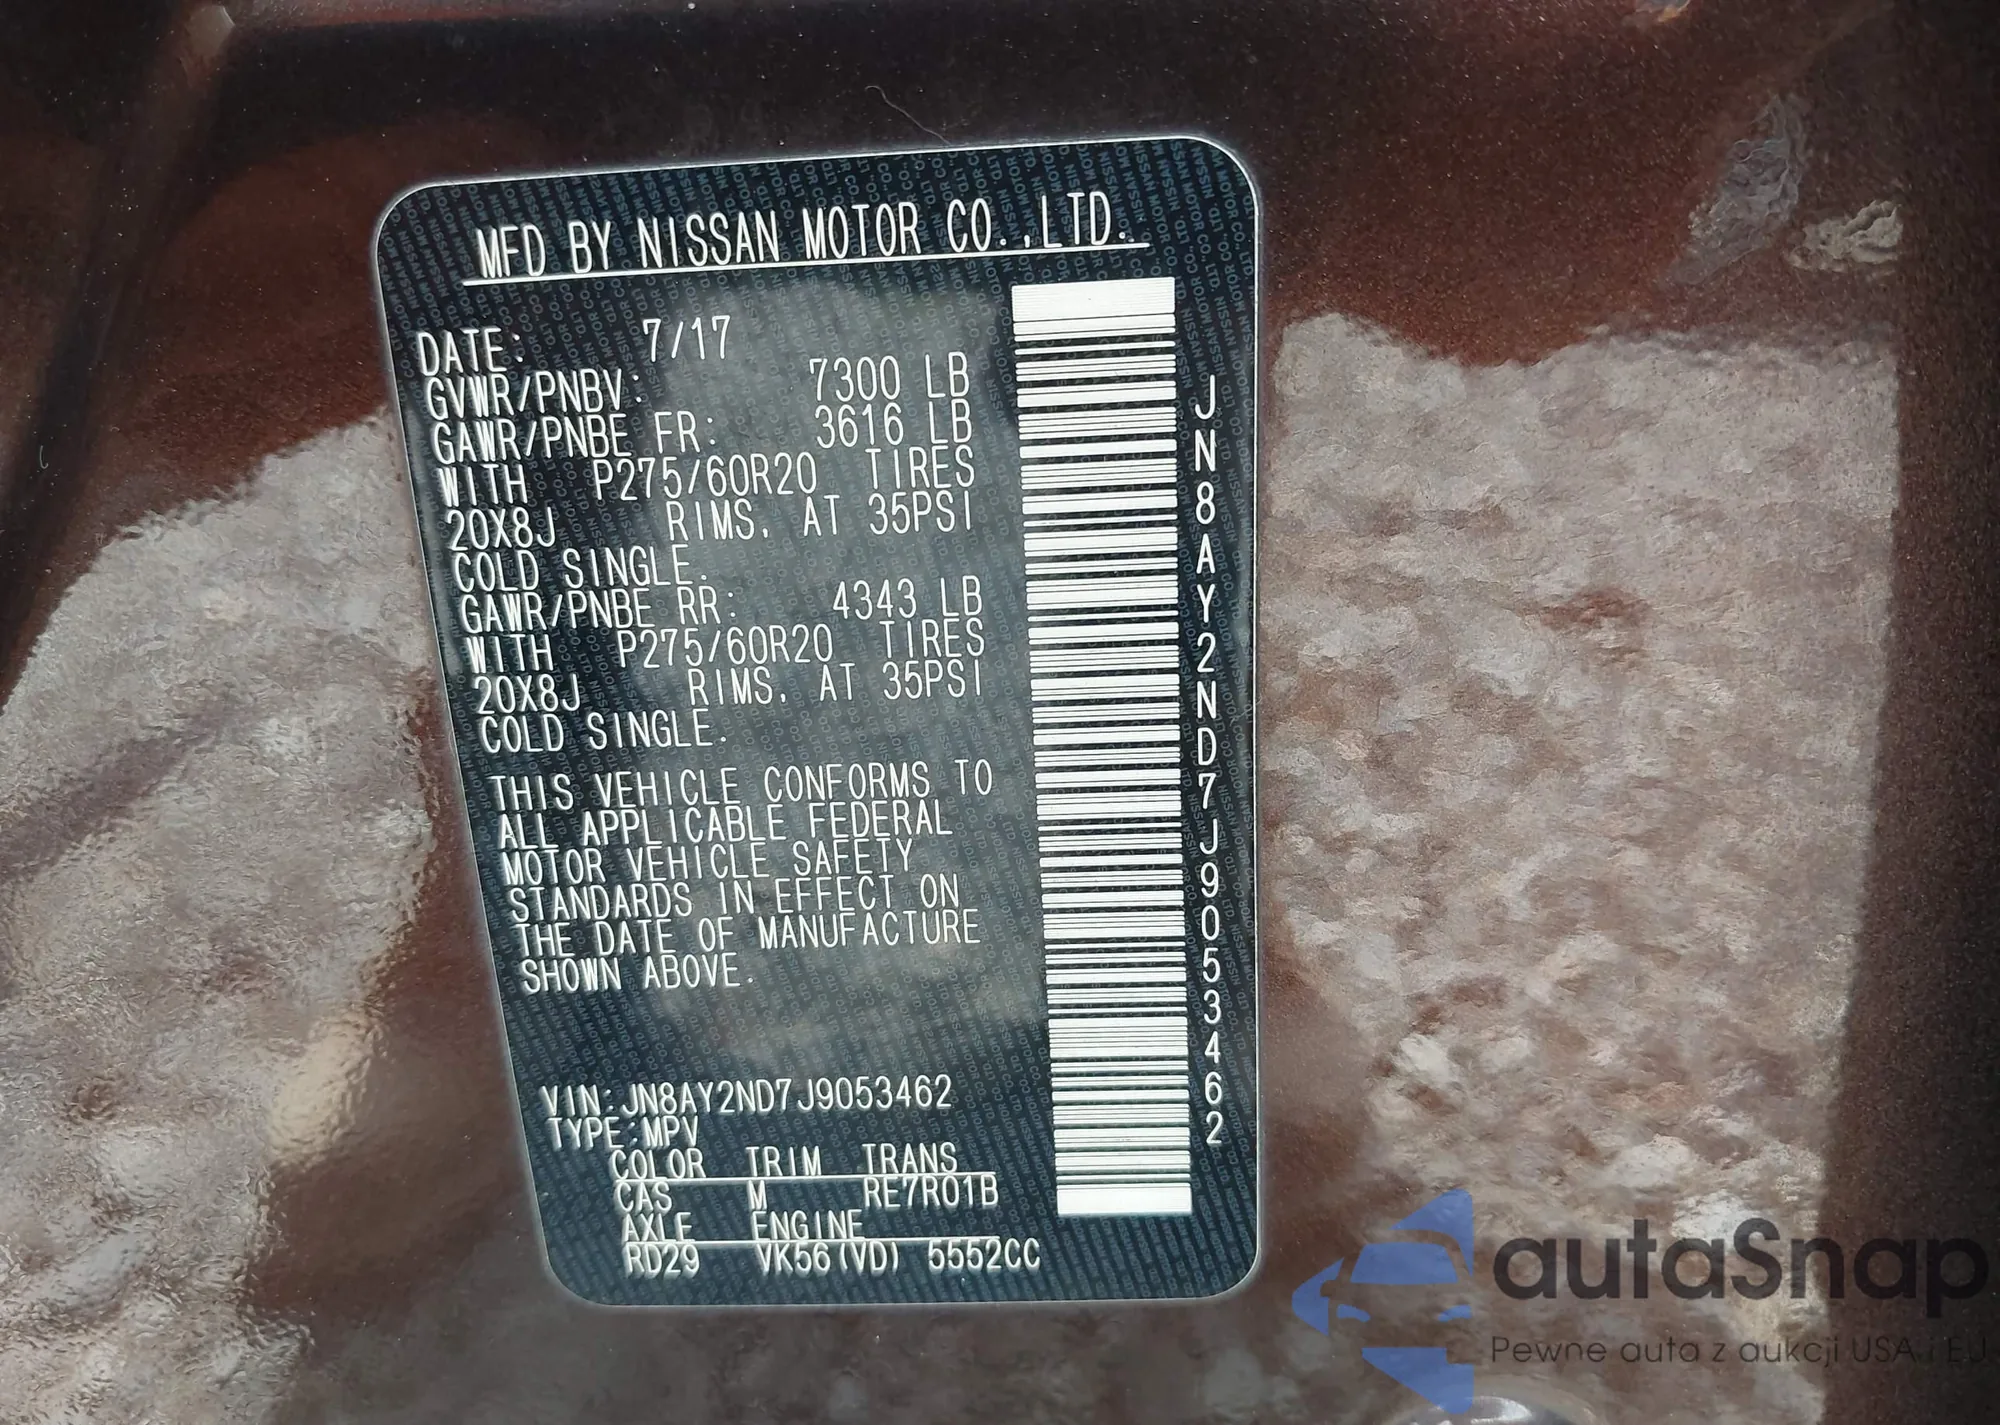 MFD BY NISSAN MOTOR CO.,LTD.
DATE: 7/17
GVWR/PNBV: 7300 LB
GAWR/PNBE FR: 3616 LB
WITH P275/60R20 TIRES
20X8J RIMS, AT 35PSI
COLD SINGLE.
GAWR/PNBE RR: 4343 LB
WITH P275/60R20 TIRES
20X8J RIMS, AT 35PSI
COLD SINGLE.
THIS VEHICLE CONFORMS TO
ALL APPLICABLE FEDERAL
MOTOR VEHICLE SAFETY
STANDARDS IN EFFECT ON
THE DATE OF MANUFACTURE
SHOWN ABOVE.
VIN:JN8AY2ND7J9053462
TYPE:MPV
COLOR TRIM TRANS
CAS M RE7R01B
AXLE ENGINE
RD29 VK56(VD) 5552CC
JN8AY2ND7J9053462
autaSnap
Pewne auta z aukcji USA i EU